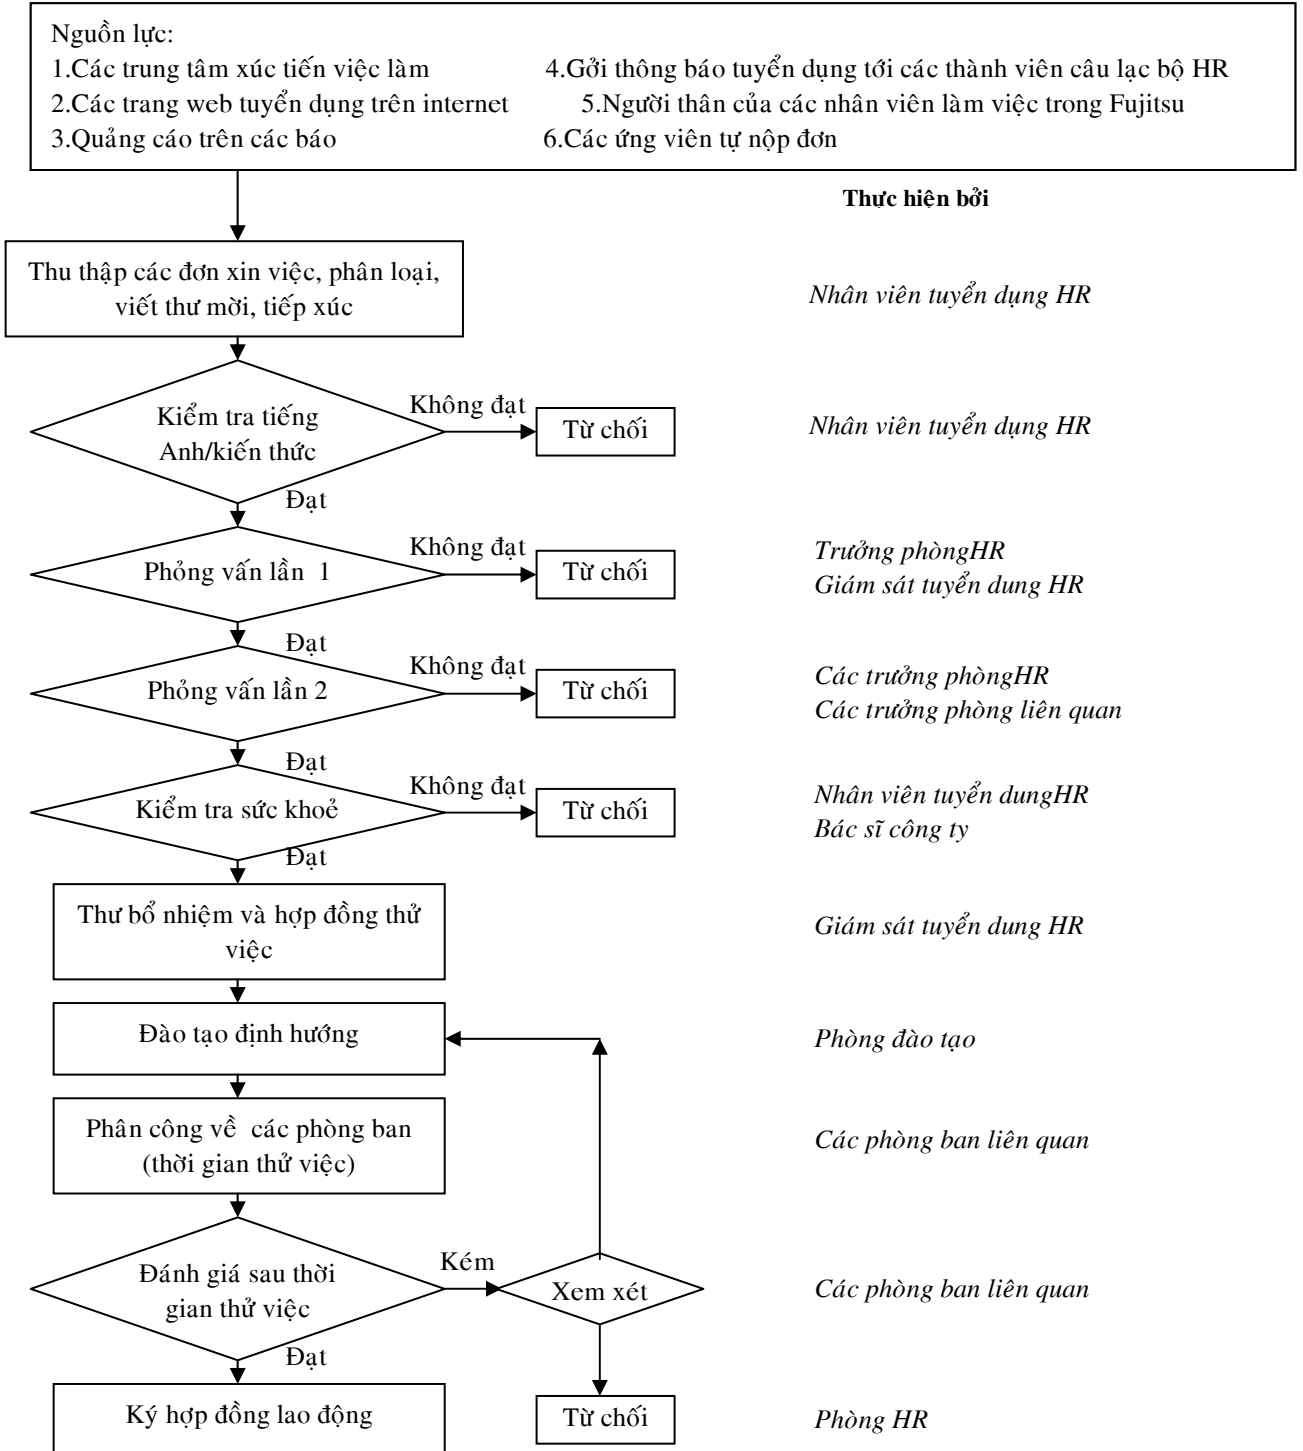 Nguồn lực:
1.Các trung tâm xúc tiến việc làm 4.Gởi thông báo tuyển dụng tới các thành viên câu lạc bộ HR
2.Các trang web tuyển dụng trên internet 5.Người thân của các nhân viên làm việc trong Fujitsu
3.Quảng cáo trên các báo 6.Các ứng viên tự nộp đơn
Thực hiện bởi
Thu thập các đơn xin việc, phân loại,
viết thư mời, tiếp xúc
Nhân viên tuyển dụng HR
Kiểm tra tiếng
Anh/kiến thức
Không đạt
Từ chối
Nhân viên tuyển dụng HR
Đạt
Phỏng vấn lần 1
Không đạt
Từ chối
Trưởng phòngHR
Giám sát tuyển dung HR
Đạt
Phỏng vấn lần 2
Không đạt
Từ chối
Các trưởng phòngHR
Các trưởng phòng liên quan
Đạt
Kiểm tra sức khoẻ
Không đạt
Từ chối
Nhân viên tuyển dungHR
Bác sĩ công ty
Đạt
Thư bổ nhiệm và hợp đồng thử
việc
Giám sát tuyển dung HR
Đào tạo định hướng
Phòng đào tạo
Phân công về các phòng ban
(thời gian thử việc)
Các phòng ban liên quan
Đánh giá sau thời
gian thử việc
Kém
Xem xét
Các phòng ban liên quan
Đạt
Ký hợp đồng lao động
Từ chối
Phòng HR